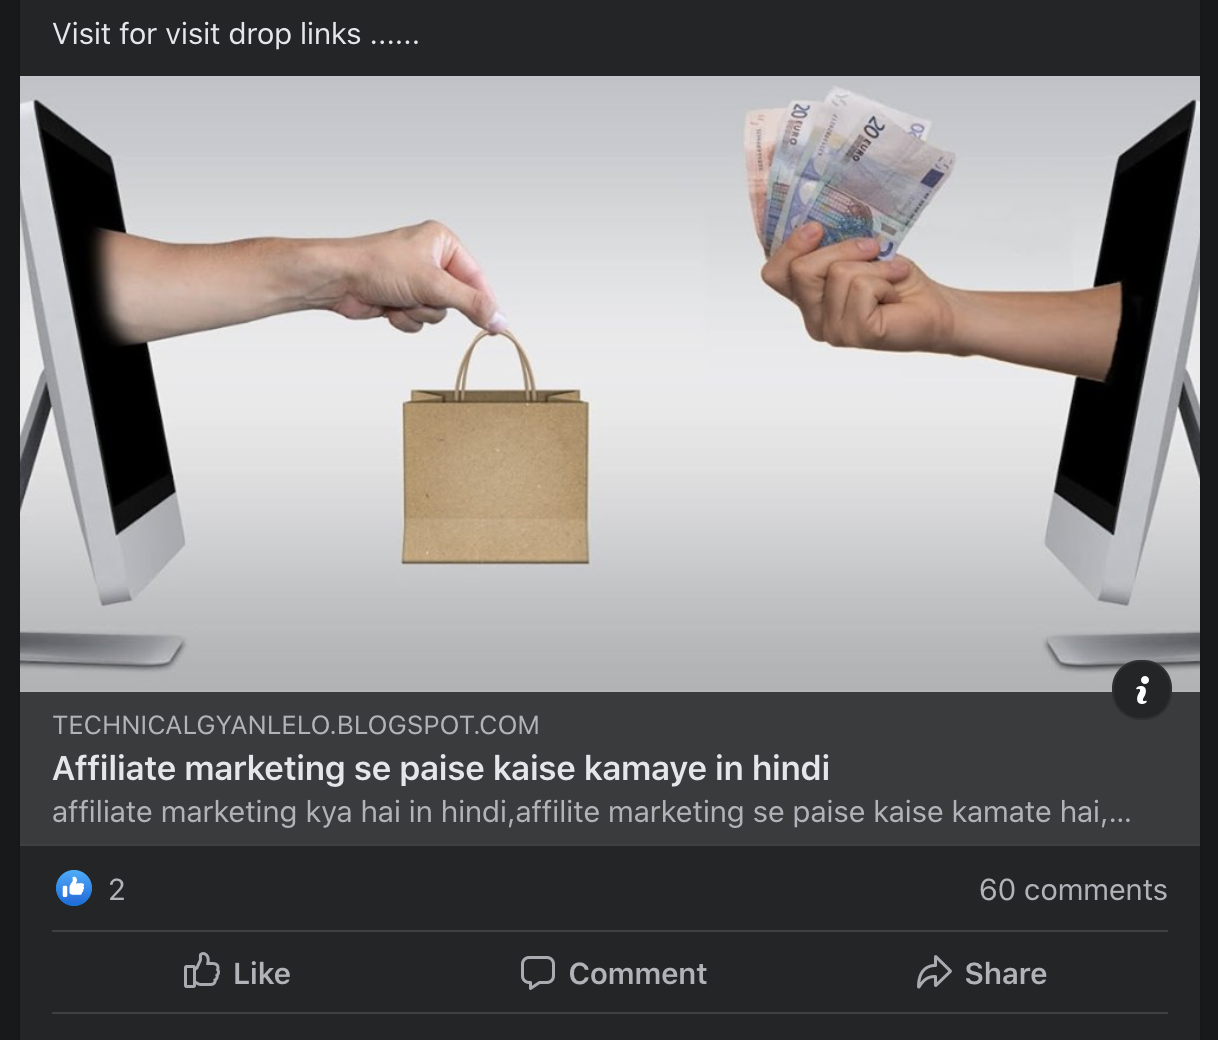 Visit for visit drop links ......
20 EURO
20 EURO
TECHNICALGYANLELO.BLOGSPOT.COM
Affiliate marketing se paise kaise kamaye in hindi
affiliate marketing kya hai in hindi,affilite marketing se paise kaise kamate hai,...
2
60 comments
Like
Comment
Share